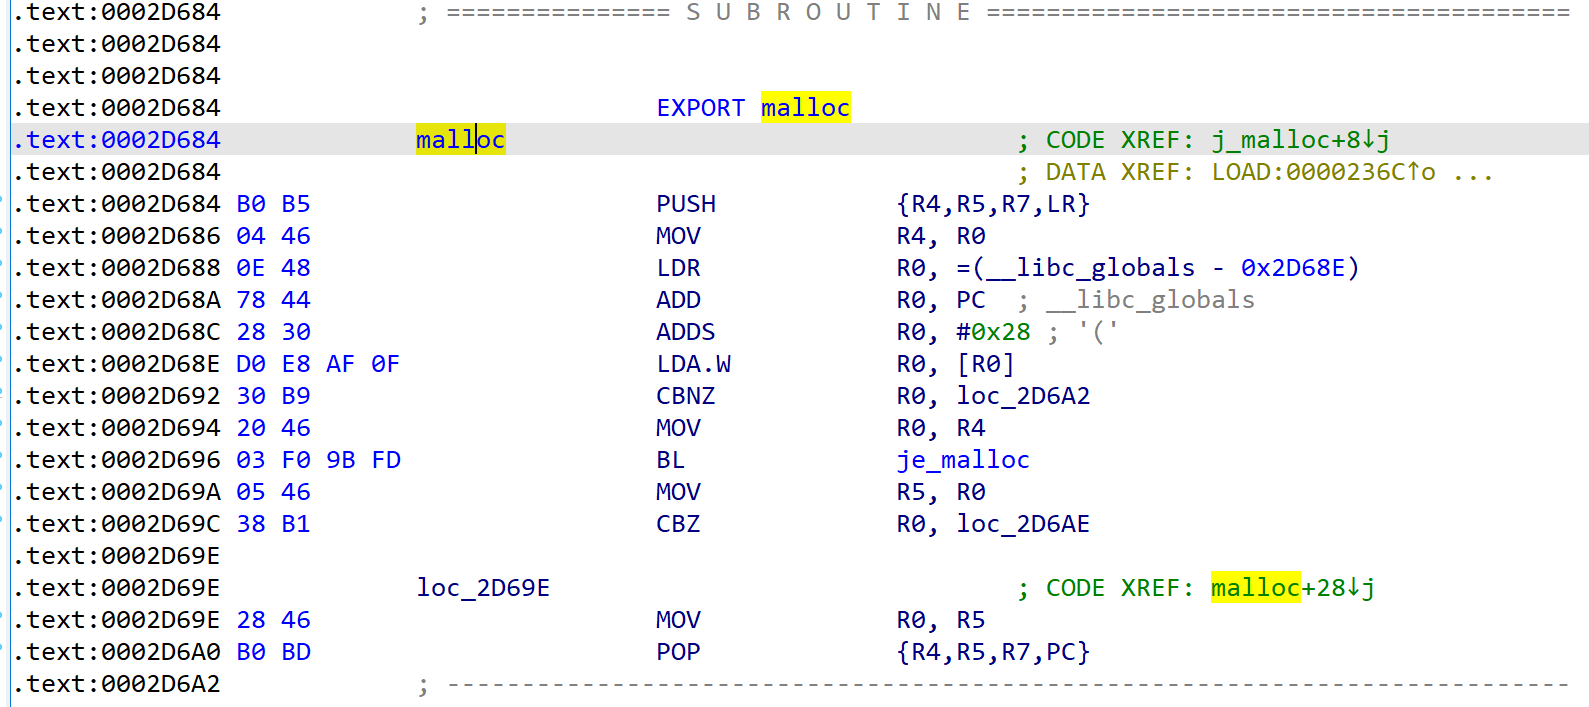 .text:0002D684 ; =============== S U B R O U T I N E =======================================
.text:0002D684
.text:0002D684
.text:0002D684 EXPORT malloc
.text:0002D684 malloc ; CODE XREF: j_malloc+8↓j
.text:0002D684 ; DATA XREF: LOAD:0000236C↑o ...
.text:0002D684 B0 B5 PUSH {R4,R5,R7,LR}
.text:0002D686 04 46 MOV R4, R0
.text:0002D688 0E 48 LDR R0, =(__libc_globals - 0x2D68E)
.text:0002D68A 78 44 ADD R0, PC ; __libc_globals
.text:0002D68C 28 30 ADDS R0, #0x28 ; '('
.text:0002D68E D0 E8 AF 0F LDA.W R0, [R0]
.text:0002D692 30 B9 CBNZ R0, loc_2D6A2
.text:0002D694 20 46 MOV R0, R4
.text:0002D696 03 F0 9B FD BL je_malloc
.text:0002D69A 05 46 MOV R5, R0
.text:0002D69C 38 B1 CBZ R0, loc_2D6AE
.text:0002D69E
.text:0002D69E loc_2D69E ; CODE XREF: malloc+28↓j
.text:0002D69E 28 46 MOV R0, R5
.text:0002D6A0 B0 BD POP {R4,R5,R7,PC}
.text:0002D6A2 ; ---------------------------------------------------------------------------